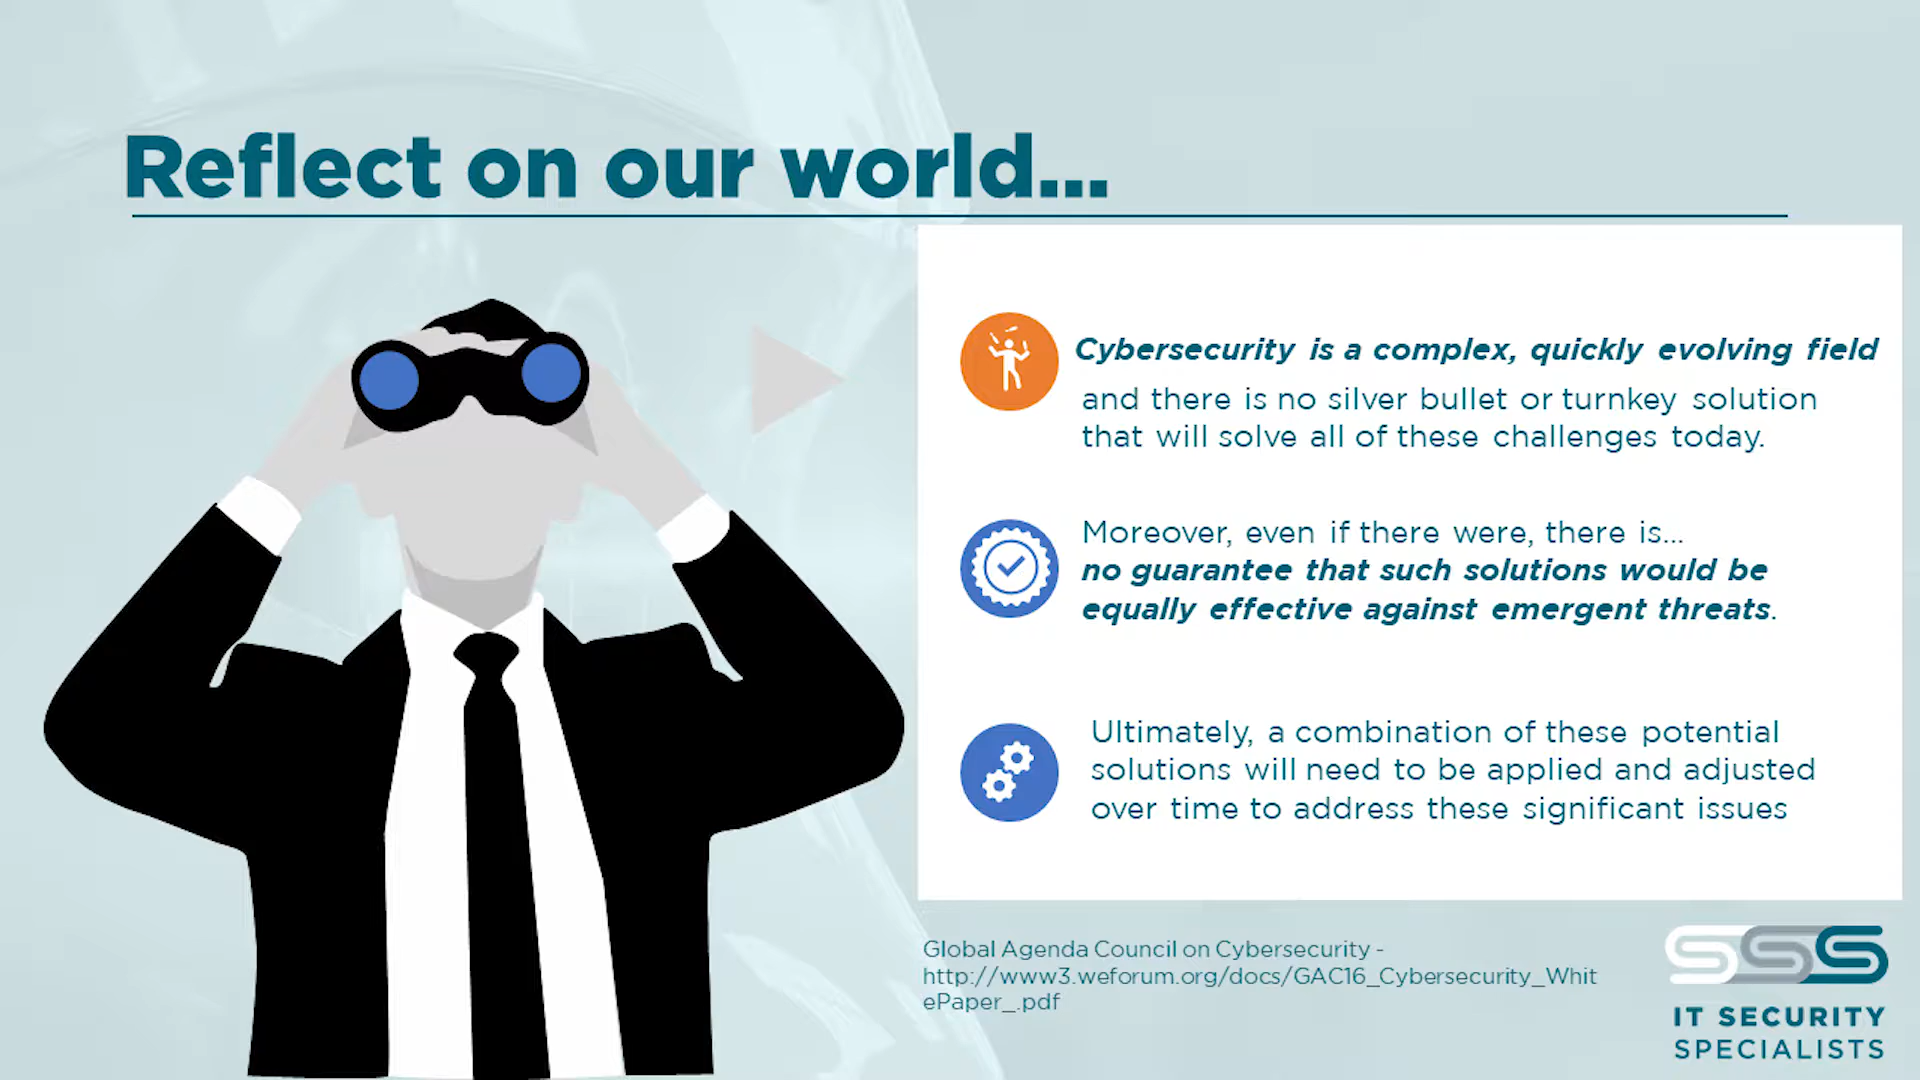 Reflect on our world...
Cybersecurity is a complex, quickly evolving field
and there is no silver bullet or turnkey solution
that will solve all of these challenges today.
Moreover, even if there were, there is...
no guarantee that such solutions would be
equally effective against emergent threats.
Ultimately, a combination of these potential
solutions will need to be applied and adjusted
over time to address these significant issues
Global Agenda Council on Cybersecurity -
http://www3.weforum.org/docs/GAC16_Cybersecurity_Whit
ePaper_.pdf
SSS
IT SECURITY
SPECIALISTS